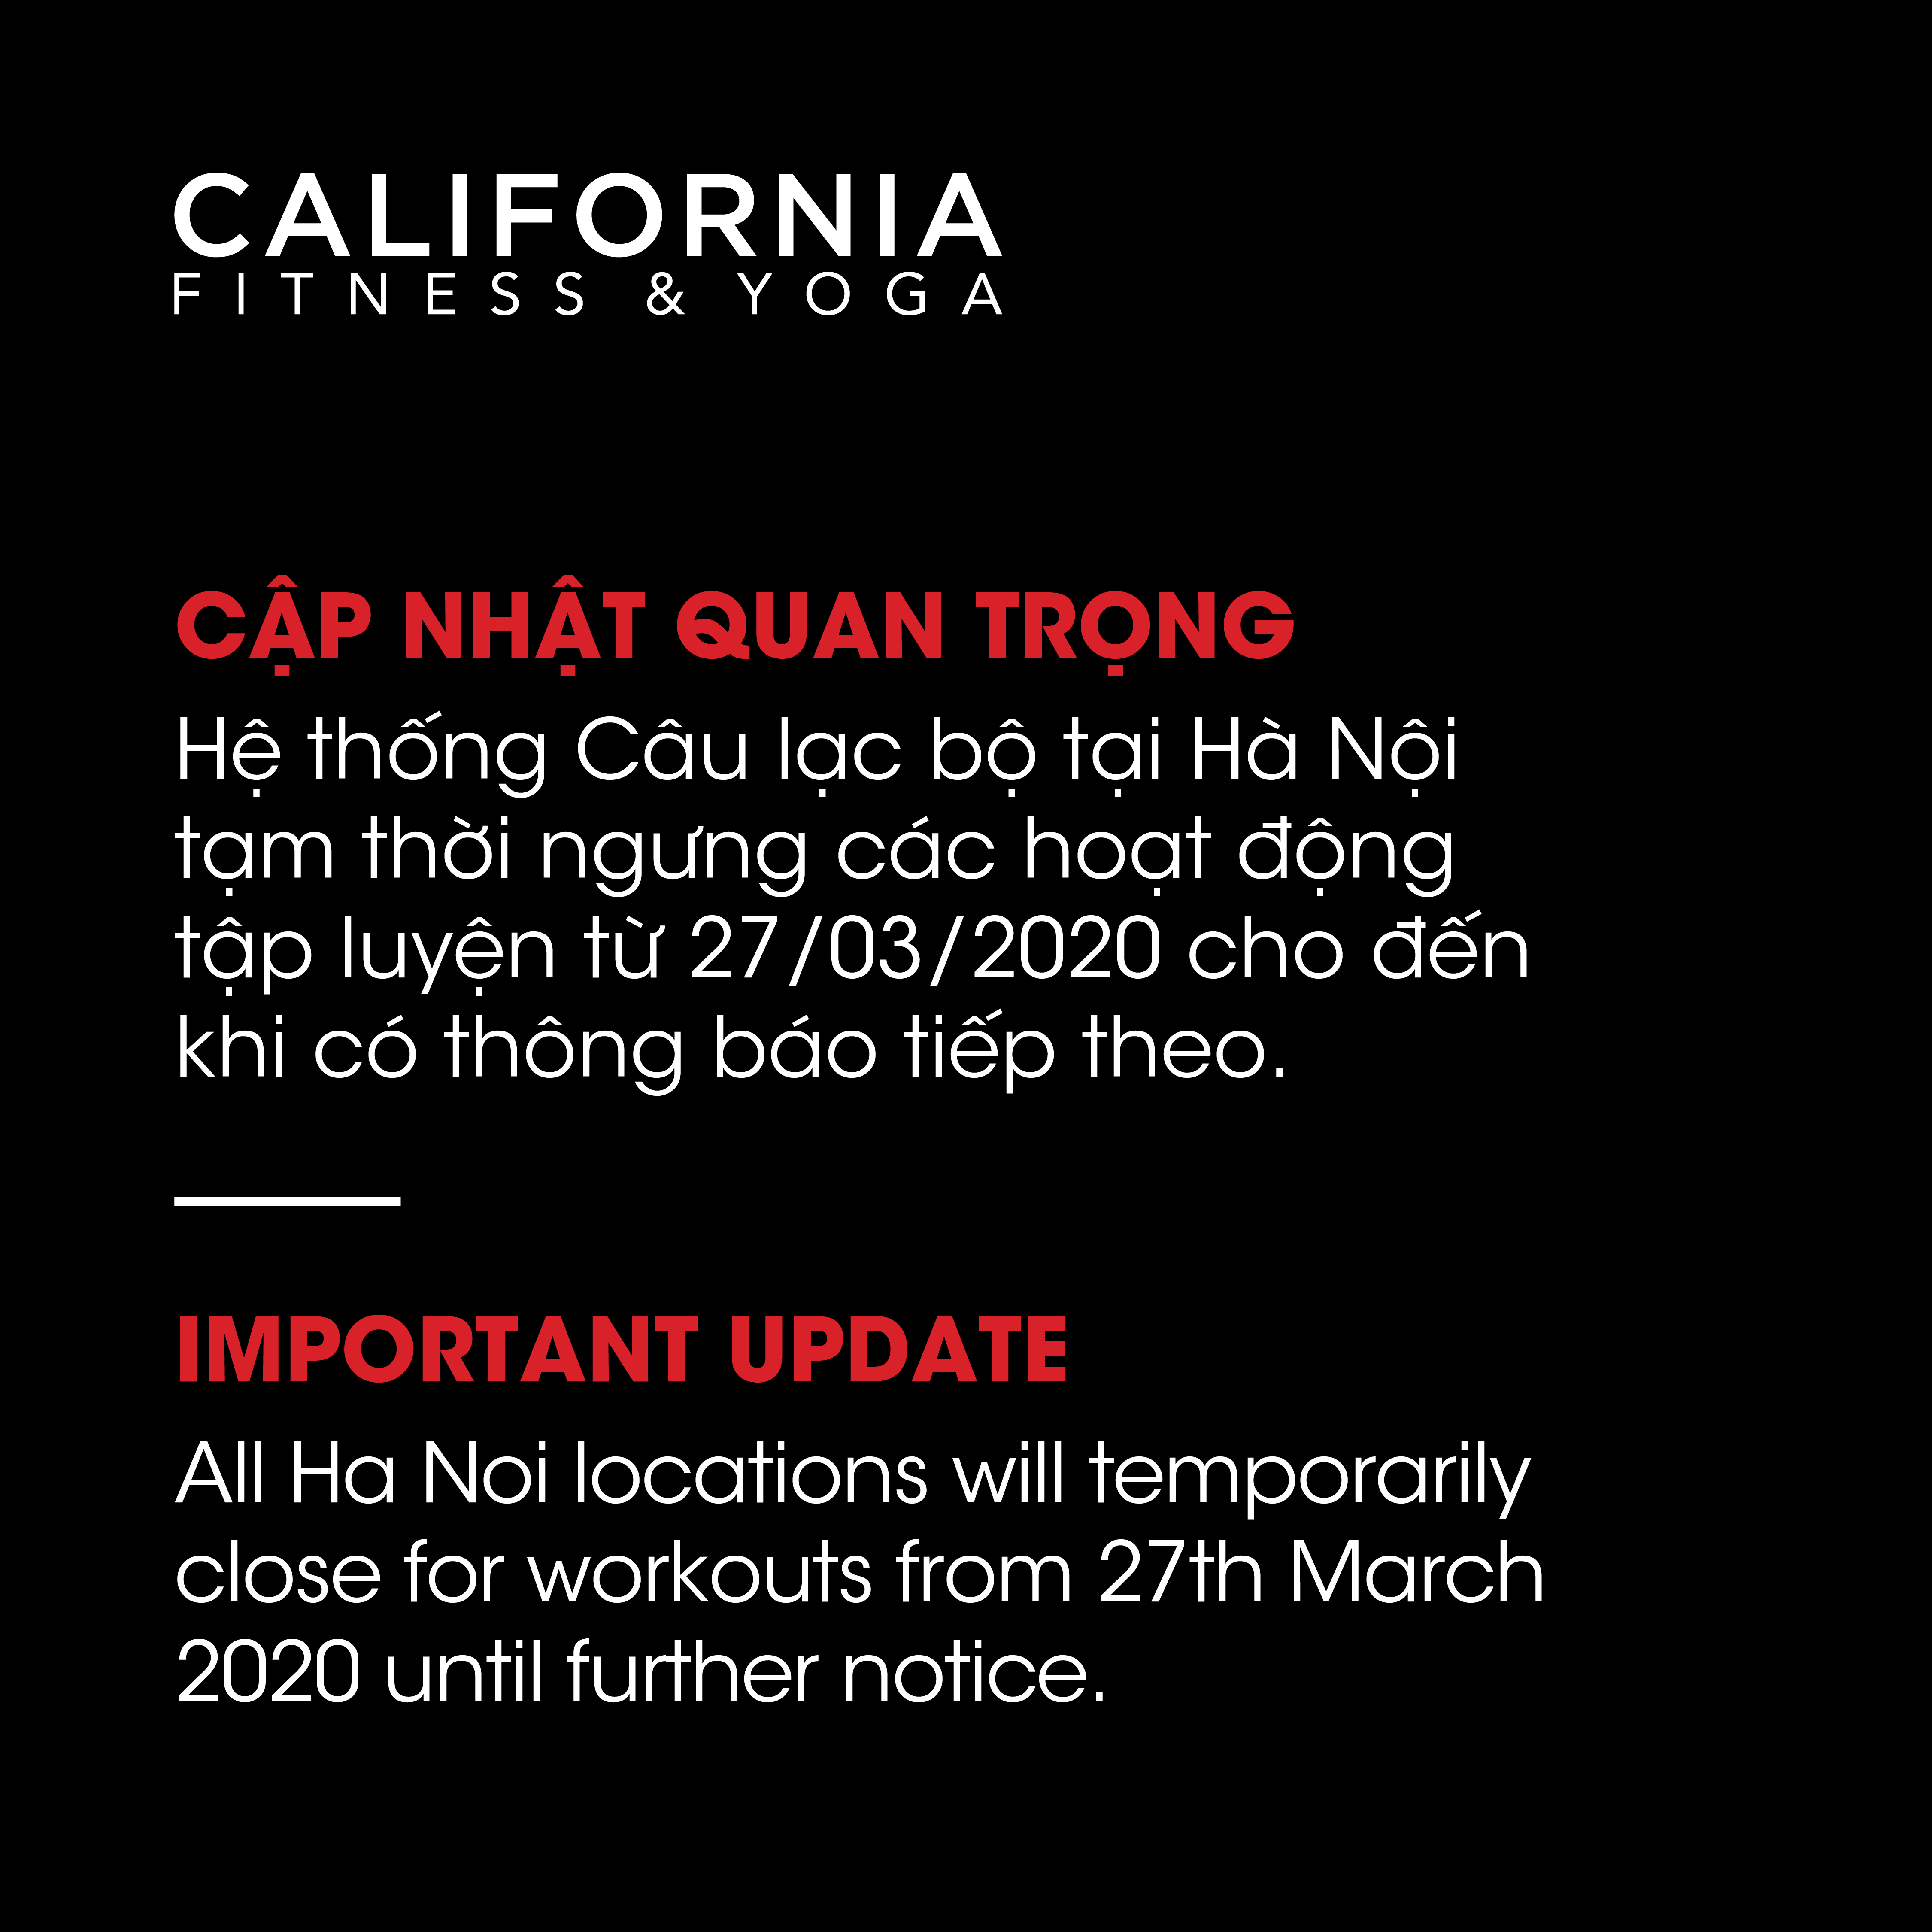 CALIFORNIA
FITNESS & YOGA
CẬP NHẬT QUAN TRỌNG
Hệ thống Câu lạc bộ tại Hà Nội
tạm thời ngưng các hoạt động
tập luyện từ 27/03/2020 cho đến
khi có thông báo tiếp theo.
IMPORTANT UPDATE
All Ha Noi locations will temporarily
close for workouts from 27th March
2020 until further notice.